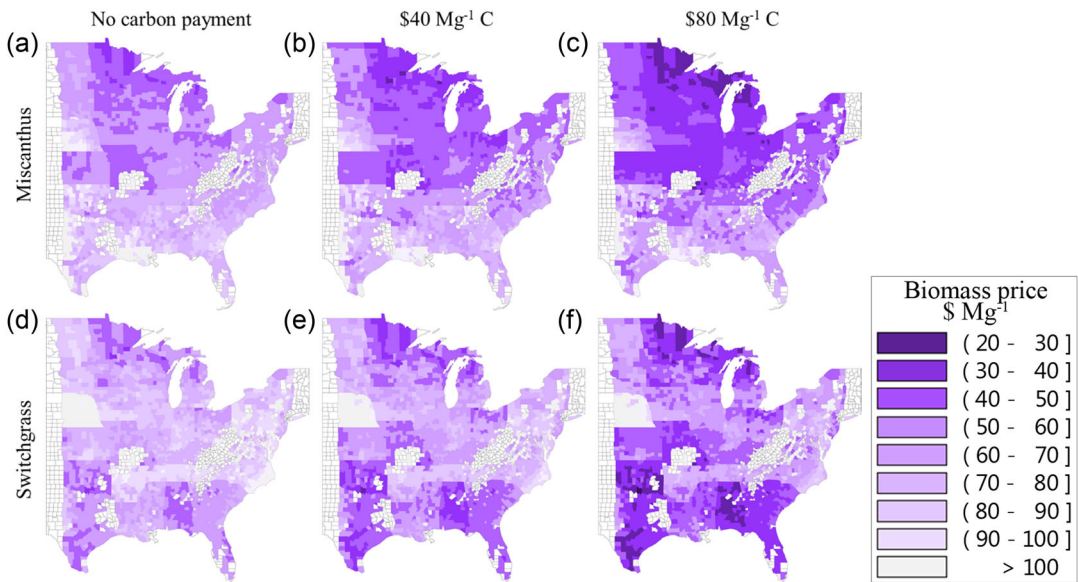 No carbon payment
$40 Mg⁻¹ C
$80 Mg⁻¹ C
(a)
(b)
(c)
Miscanthus
(d)
(e)
(f)
Switchgrass
Biomass price
$ Mg⁻¹
( 20 - 30 ]
( 30 - 40 ]
( 40 - 50 ]
( 50 - 60 ]
( 60 - 70 ]
( 70 - 80 ]
( 80 - 90 ]
( 90 - 100 ]
> 100